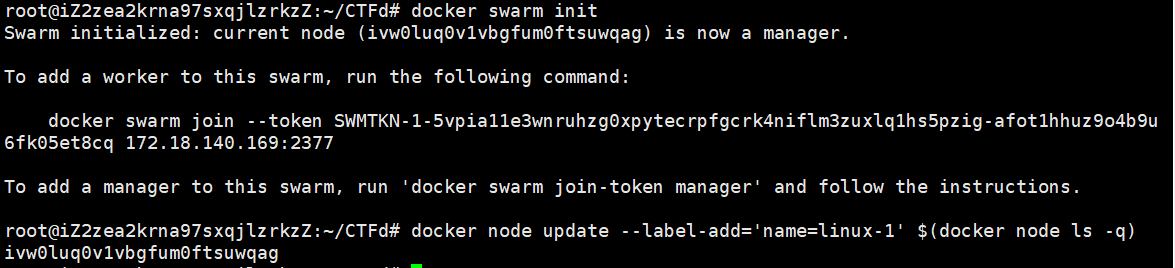 root@iZ2zea2krna97sxqjlzrkzZ:~/CTFd# docker swarm init
Swarm initialized: current node (ivw0luq0v1vbgfum0ftsuwqag) is now a manager.
To add a worker to this swarm, run the following command:
docker swarm join --token SWMTKN-1-5vpia11e3wnruhzg0xpytecrpfgcrk4niflm3zuxlq1hs5pzig-afot1hhuz9o4b9u
6fk05et8cq 172.18.140.169:2377
To add a manager to this swarm, run 'docker swarm join-token manager' and follow the instructions.
root@iZ2zea2krna97sxqjlzrkzZ:~/CTFd# docker node update --label-add='name=linux-1' $(docker node ls -q)
ivw0luq0v1vbgfum0ftsuwqag